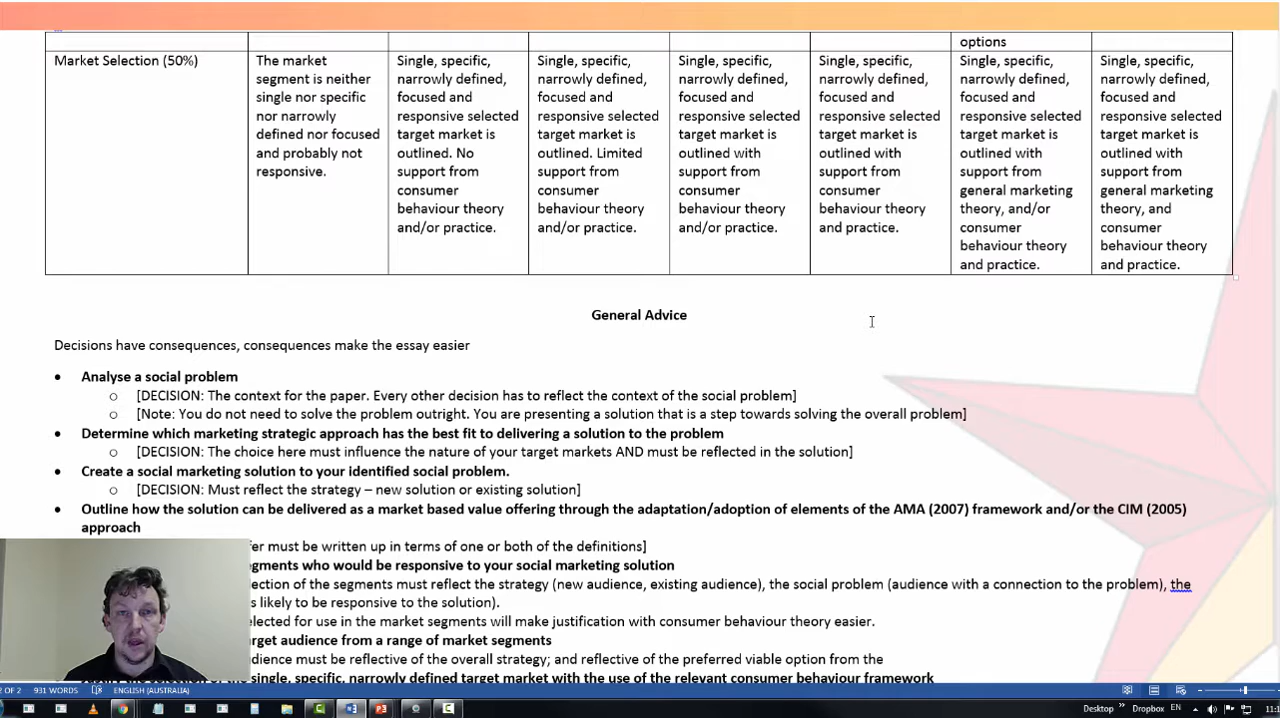 options
Market Selection (50%)
The market
segment is neither
single nor specific
nor narrowly
defined nor focused
and probably not
responsive.
Single, specific,
narrowly defined,
focused and
responsive selected
target market is
outlined. No
support from
consumer
behaviour theory
and/or practice.
Single, specific,
narrowly defined,
focused and
responsive selected
target market is
outlined. Limited
support from
consumer
behaviour theory
and/or practice.
Single, specific,
narrowly defined,
focused and
responsive selected
target market is
outlined with
support from
consumer
behaviour theory
and/or practice.
Single, specific,
narrowly defined,
focused and
responsive selected
target market is
outlined with
support from
consumer
behaviour theory
and practice.
Single, specific,
narrowly defined,
focused and
responsive selected
target market is
outlined with
support from
general marketing
theory, and/or
consumer
behaviour theory
and practice.
Single, specific,
narrowly defined,
focused and
responsive selected
target market is
outlined with
support from
general marketing
theory, and
consumer
behaviour theory
and practice.
General Advice
Decisions have consequences, consequences make the essay easier
• Analyse a social problem
o [DECISION: The context for the paper. Every other decision has to reflect the context of the social problem]
o [Note: You do not need to solve the problem outright. You are presenting a solution that is a step towards solving the overall problem]
• Determine which marketing strategic approach has the best fit to delivering a solution to the problem
o [DECISION: The choice here must influence the nature of your target markets AND must be reflected in the solution]
• Create a social marketing solution to your identified social problem.
o [DECISION: Must reflect the strategy – new solution or existing solution]
• Outline how the solution can be delivered as a market based value offering through the adaptation/adoption of elements of the AMA (2007) framework and/or the CIM (2005)
approach
must be written up in terms of one or both of the definitions]
who would be responsive to your social marketing solution
of the segments must reflect the strategy (new audience, existing audience), the social problem (audience with a connection to the problem), the
likely to be responsive to the solution).
for use in the market segments will make justification with consumer behaviour theory easier.
audience from a range of market segments
must be reflective of the overall strategy; and reflective of the preferred viable option from the
single, specific, narrowly defined target market with the use of the relevant consumer behaviour framework
2 OF 2 931 WORDS ENGLISH (AUSTRALIA)
Desktop Dropbox EN